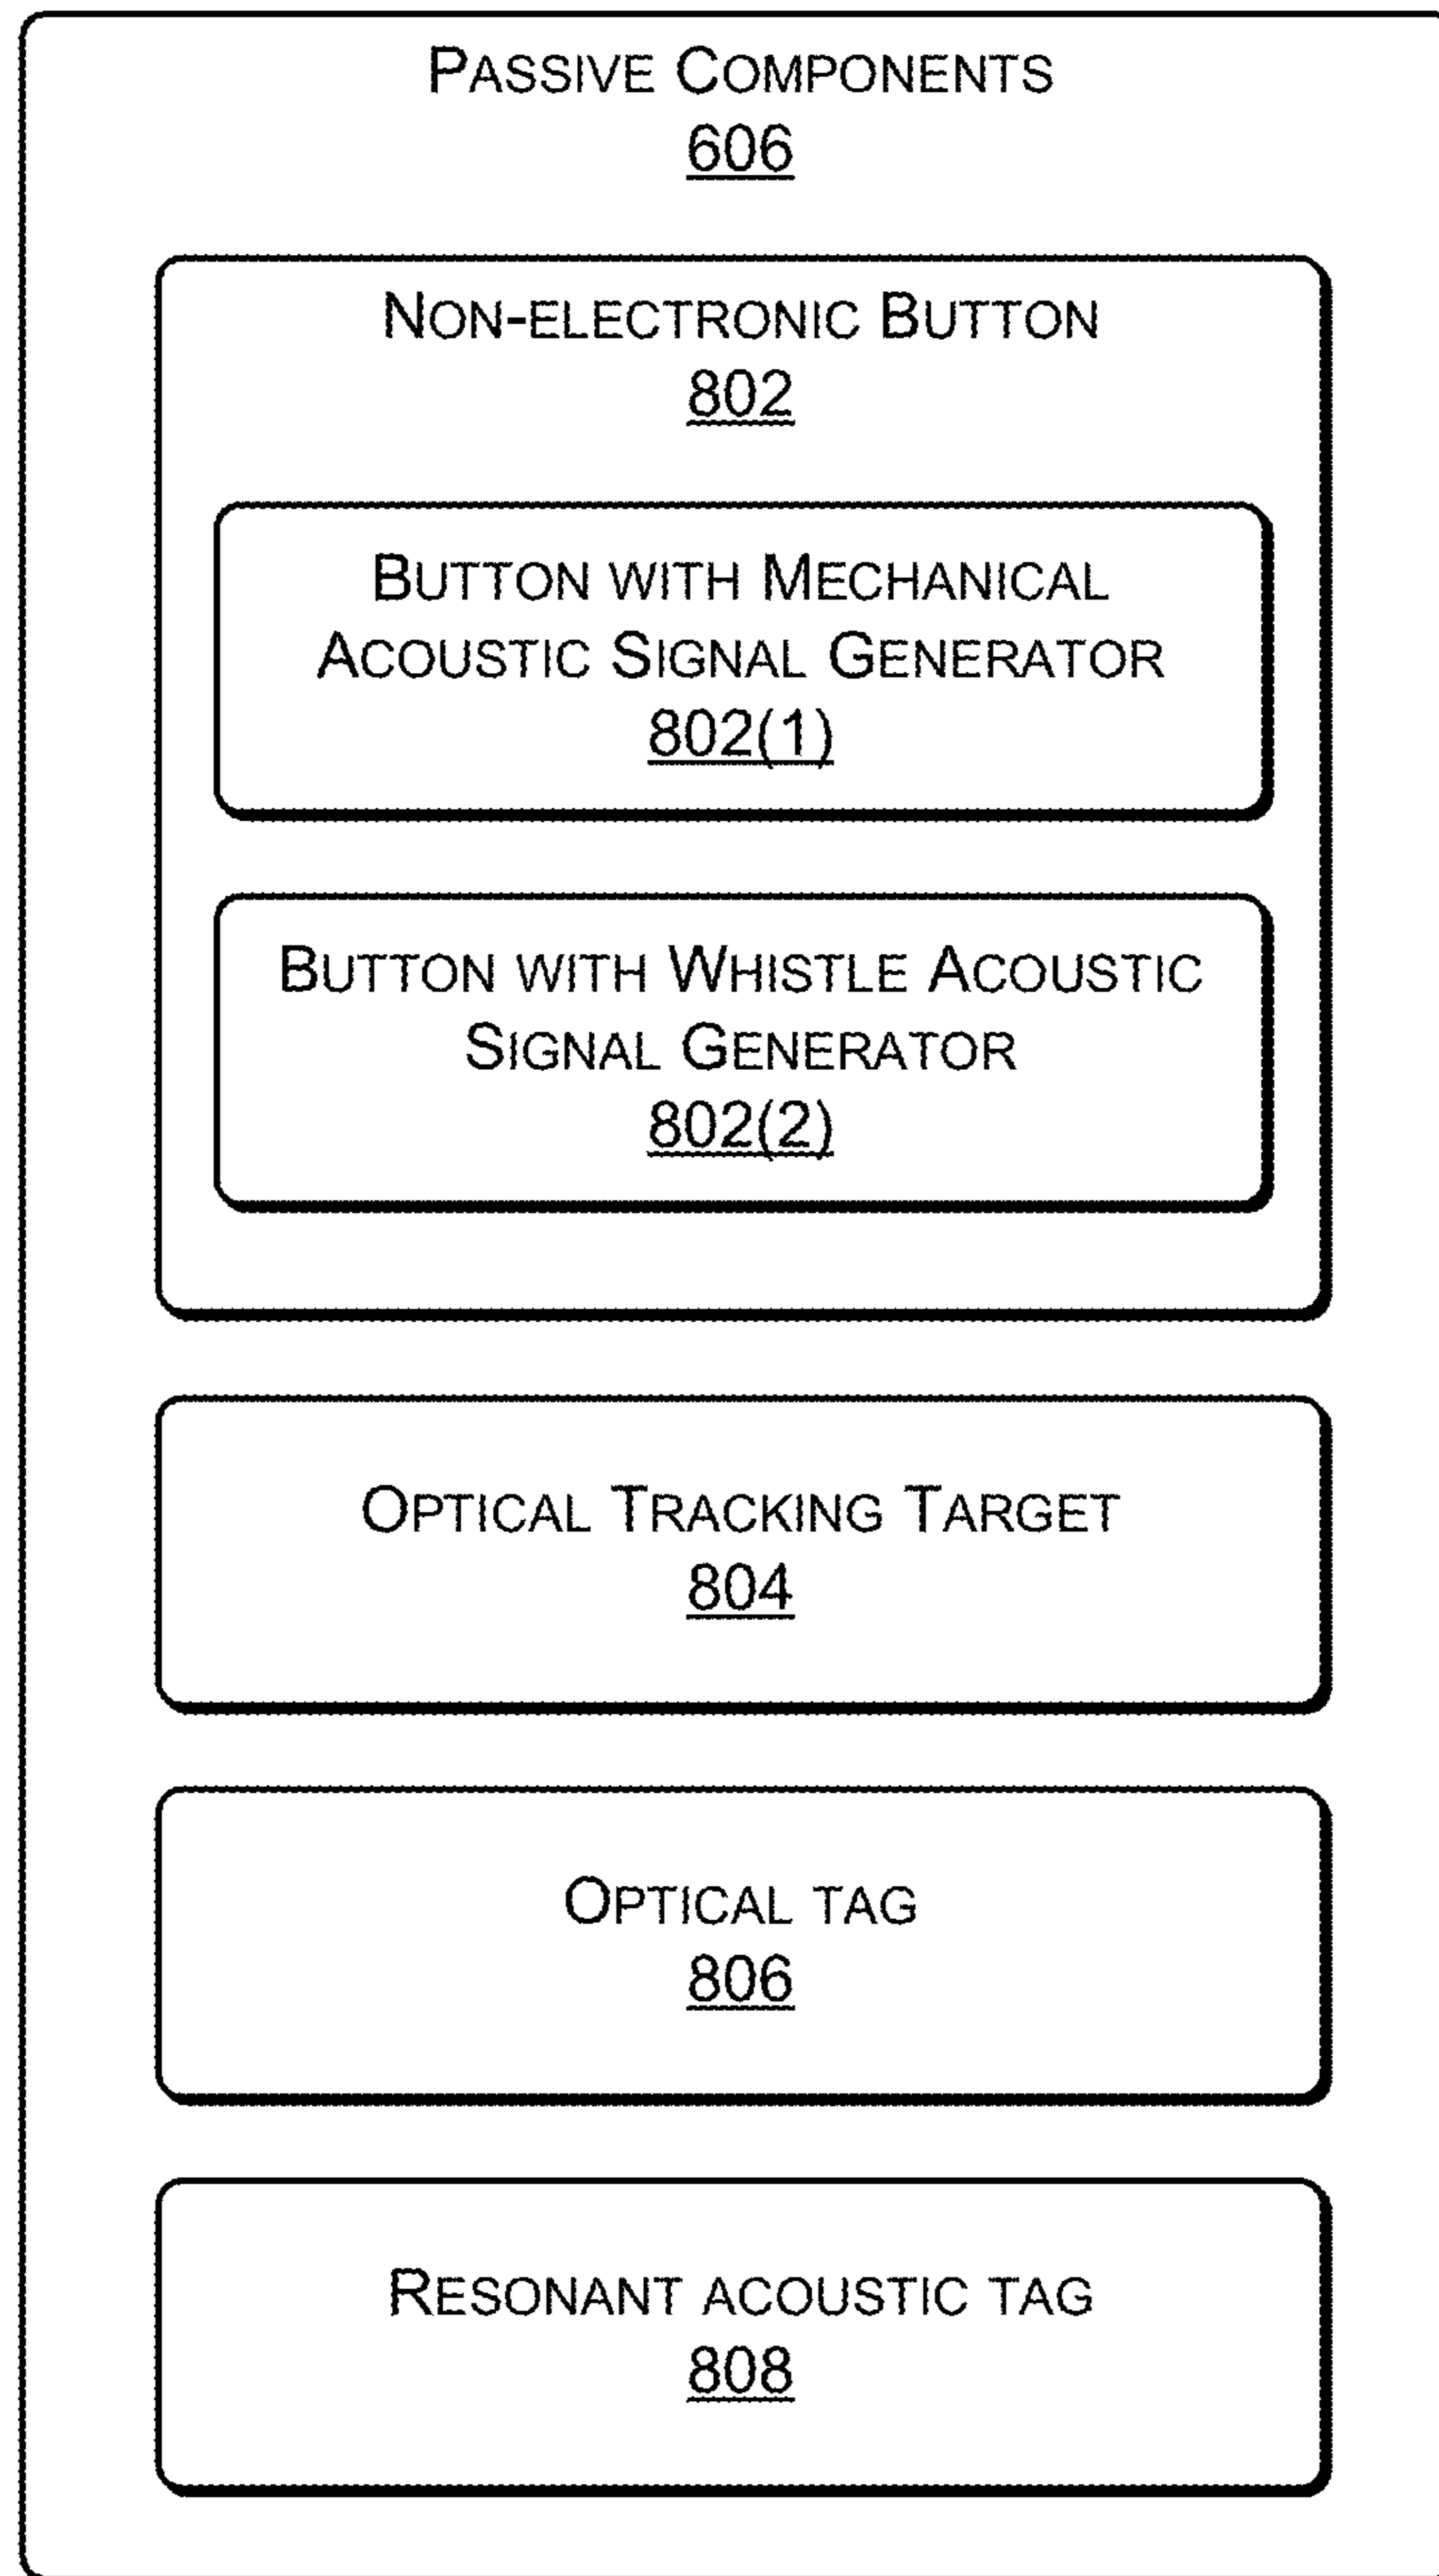 PASSIVE COMPONENTS
606
NON-ELECTRONIC BUTTON
802
BUTTON WITH MECHANICAL
ACOUSTIC SIGNAL GENERATOR
802(1)
BUTTON WITH WHISTLE ACOUSTIC
SIGNAL GENERATOR
802(2)
OPTICAL TRACKING TARGET
804
OPTICAL TAG
806
RESONANT ACOUSTIC TAG
808